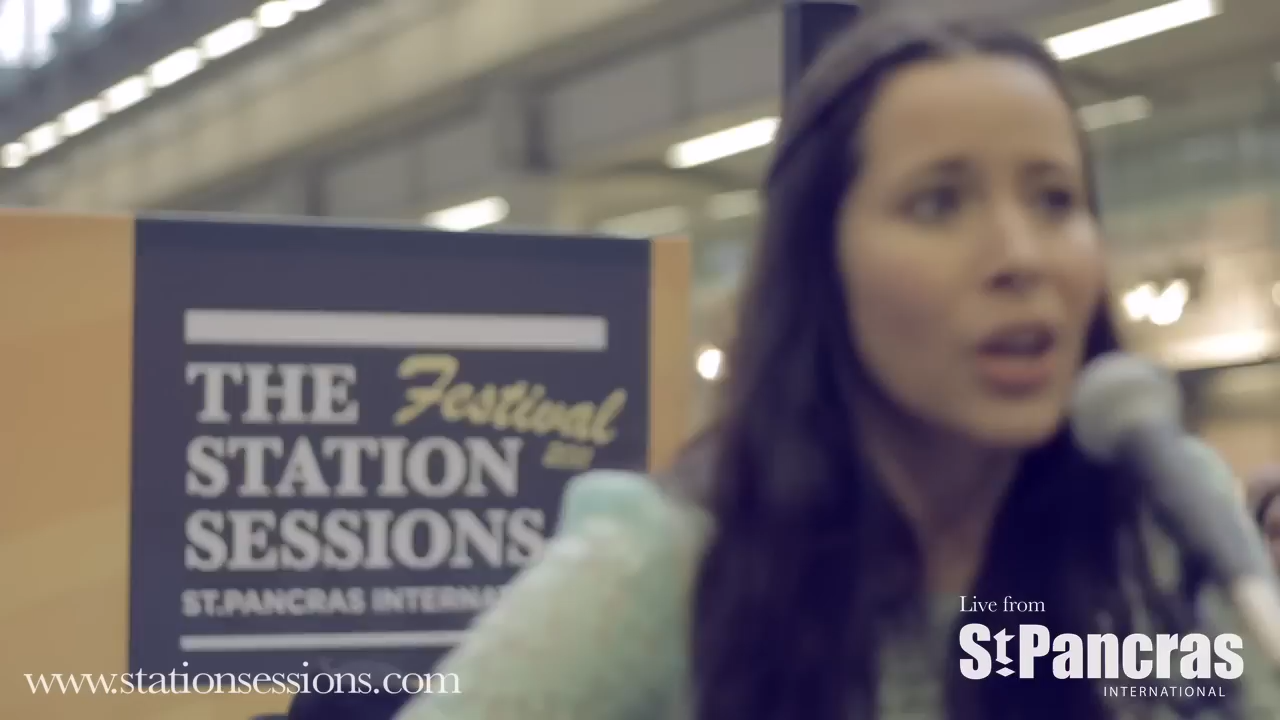 THE Festival
STATION
SESSIONS
ST.PANCRAS INTERNA
www.stationsessions.com
Live from
St Pancras
INTERNATIONAL